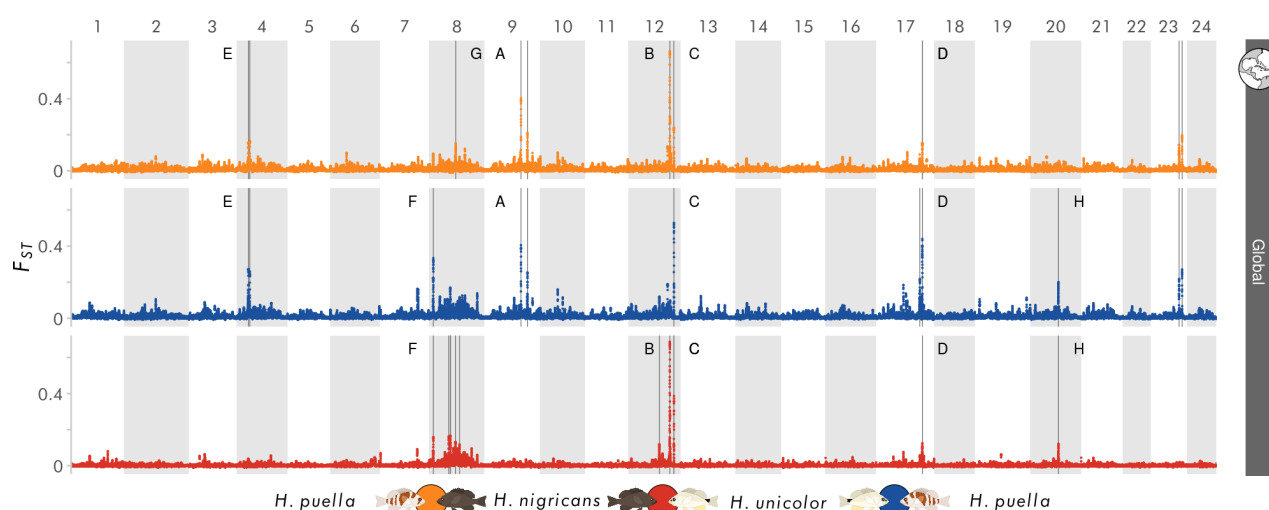 1 2 3 4 5 6 7 8 9 10 11 12 13 14 15 16 17 18 19 20 21 22 23 24
E G A B C D
0.4
0
E F A C D H
0.4
0
F B C D H
0.4
0
FST
Global
H. puella H. nigricans H. unicolor H. puella